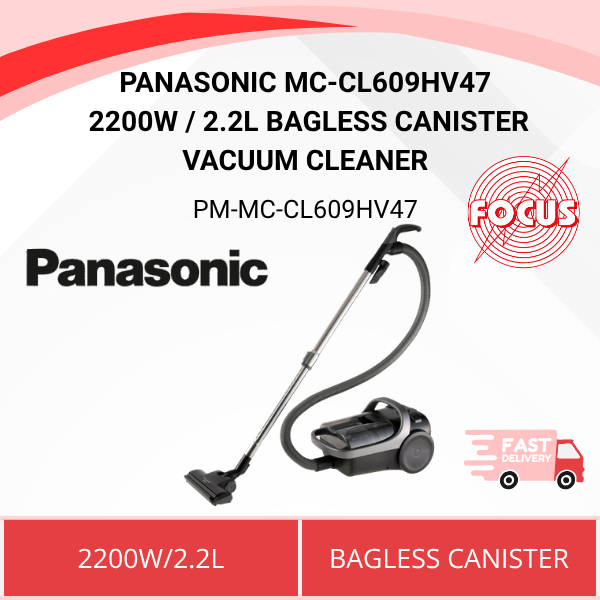 PANASONIC MC-CL609HV47
2200W / 2.2L BAGLESS CANISTER
VACUUM CLEANER
PM-MC-CL609HV47
FOCUS
Panasonic
FAST
DELIVERY
2200W/2.2L
BAGLESS CANISTER